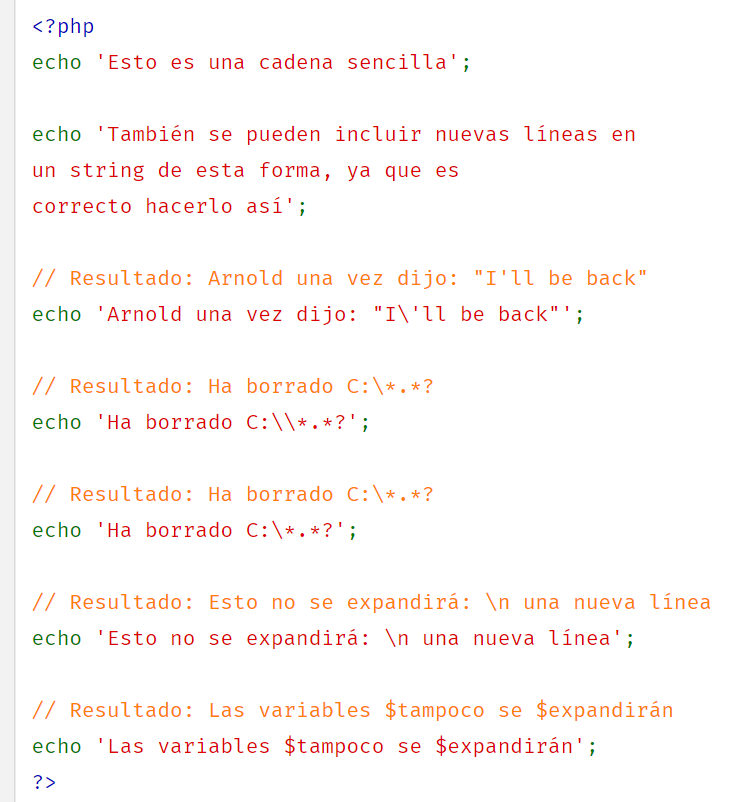 <?php
echo 'Esto es una cadena sencilla';
echo 'También se pueden incluir nuevas líneas en
un string de esta forma, ya que es
correcto hacerlo así';
// Resultado: Arnold una vez dijo: "I'll be back"
echo 'Arnold una vez dijo: "I\'ll be back"';
// Resultado: Ha borrado C:\*.*?
echo 'Ha borrado C:\\*.*?';
// Resultado: Ha borrado C:\*.*?
echo 'Ha borrado C:\*.*?';
// Resultado: Esto no se expandirá: \n una nueva línea
echo 'Esto no se expandirá: \n una nueva línea';
// Resultado: Las variables $tampoco se $expandirán
echo 'Las variables $tampoco se $expandirán';
?>